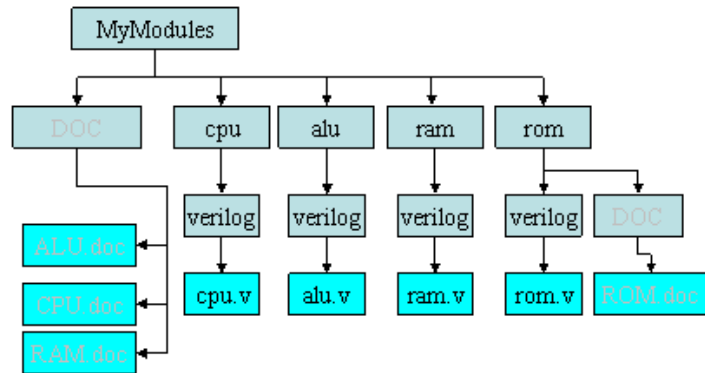 MyModules
DOC
cpu
alu
ram
rom
verilog
verilog
verilog
verilog
DOC
ALU.doc
cpu.v
alu.v
ram.v
rom.v
ROM.doc
CPU.doc
RAM.doc